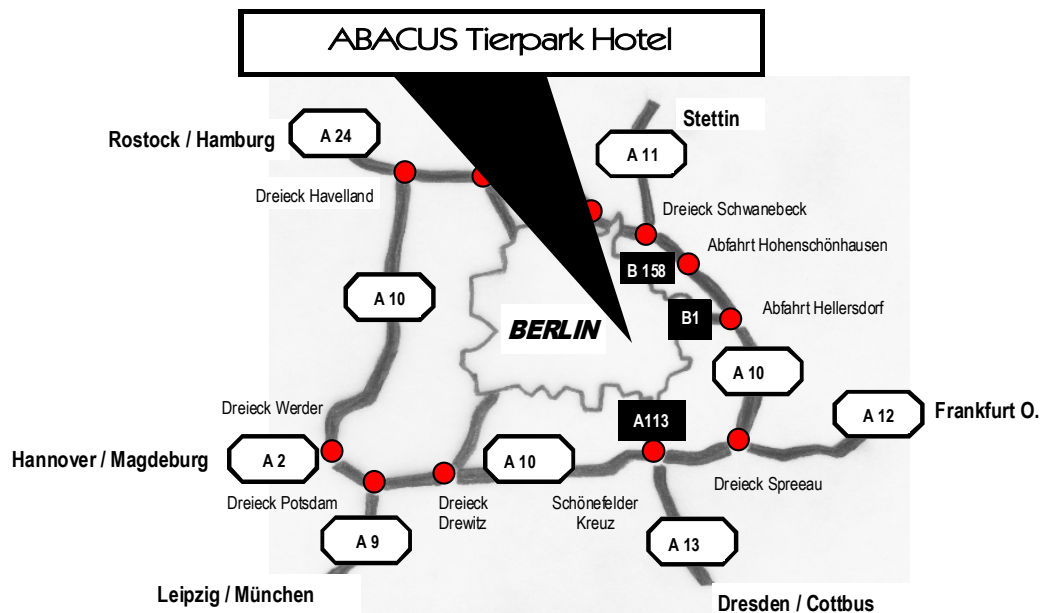 ABACUS Tierpark Hotel
Stettin
Rostock / Hamburg
A 24
A 11
Dreieck Havelland
Dreieck Schwanebeck
Abfahrt Hohenschönhausen
B 158
A 10
B1
Abfahrt Hellersdorf
BERLIN
A 10
Dreieck Werder
A113
A 12
Frankfurt O.
Hannover / Magdeburg
A 2
A 10
Dreieck Spreeau
Dreieck Potsdam
Dreieck
Drewitz
Schönefelder
Kreuz
A 9
A 13
Leipzig / München
Dresden / Cottbus